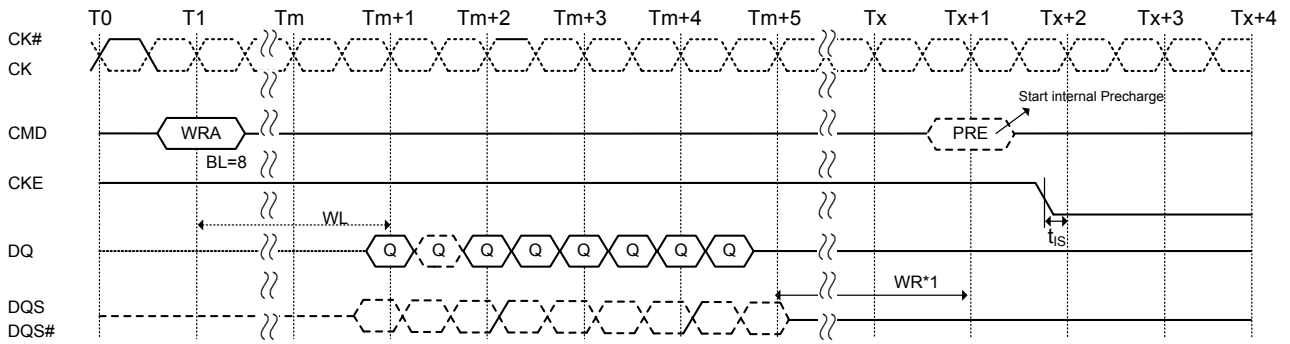 T0 T1 Tm Tm+1 Tm+2 Tm+3 Tm+4 Tm+5 Tx Tx+1 Tx+2 Tx+3 Tx+4
CK#
CK
Start internal Precharge
CMD WRA PRE
BL=8
CKE
WL
tIS
DQ Q Q Q Q Q Q Q Q
WR*1
DQS
DQS#